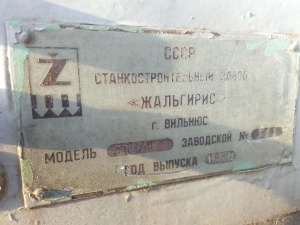 СССР
Ž
СТАНКОСТРОИТЕЛЬНЫЙ ЗАВОД
«ЖАЛЬГИРИС»
г. ВИЛЬНЮС
МОДЕЛЬ ЗАВОДСКОЙ №
ГОД ВЫПУСКА